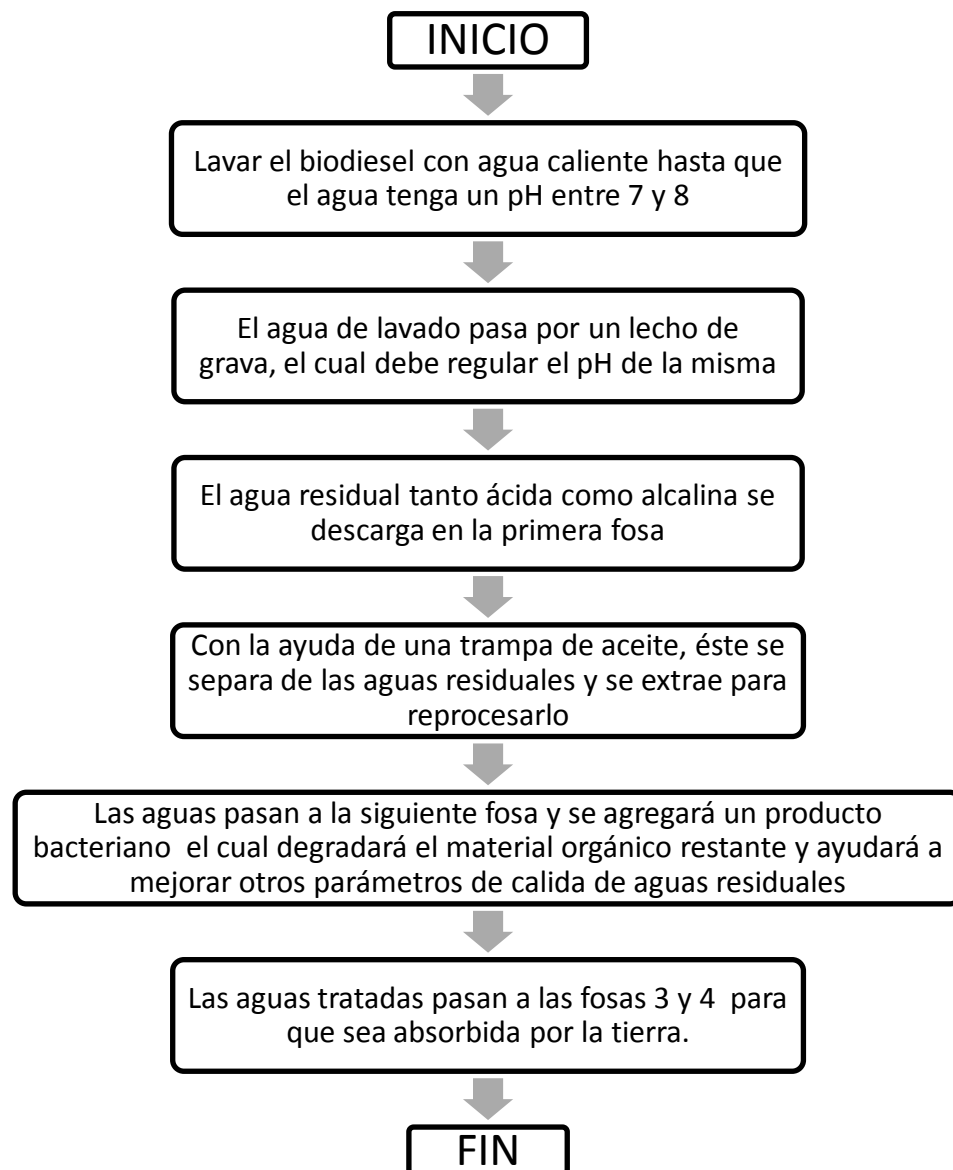 INICIO
Lavar el biodiesel con agua caliente hasta que
el agua tenga un pH entre 7 y 8
El agua de lavado pasa por un lecho de
grava, el cual debe regular el pH de la misma
El agua residual tanto ácida como alcalina se
descarga en la primera fosa
Con la ayuda de una trampa de aceite, éste se
separa de las aguas residuales y se extrae para
reprocesarlo
Las aguas pasan a la siguiente fosa y se agregará un producto
bacteriano  el cual degradará el material orgánico restante y ayudará a
mejorar otros parámetros de calida de aguas residuales
Las aguas tratadas pasan a las fosas 3 y 4  para
que sea absorbida por la tierra.
FIN